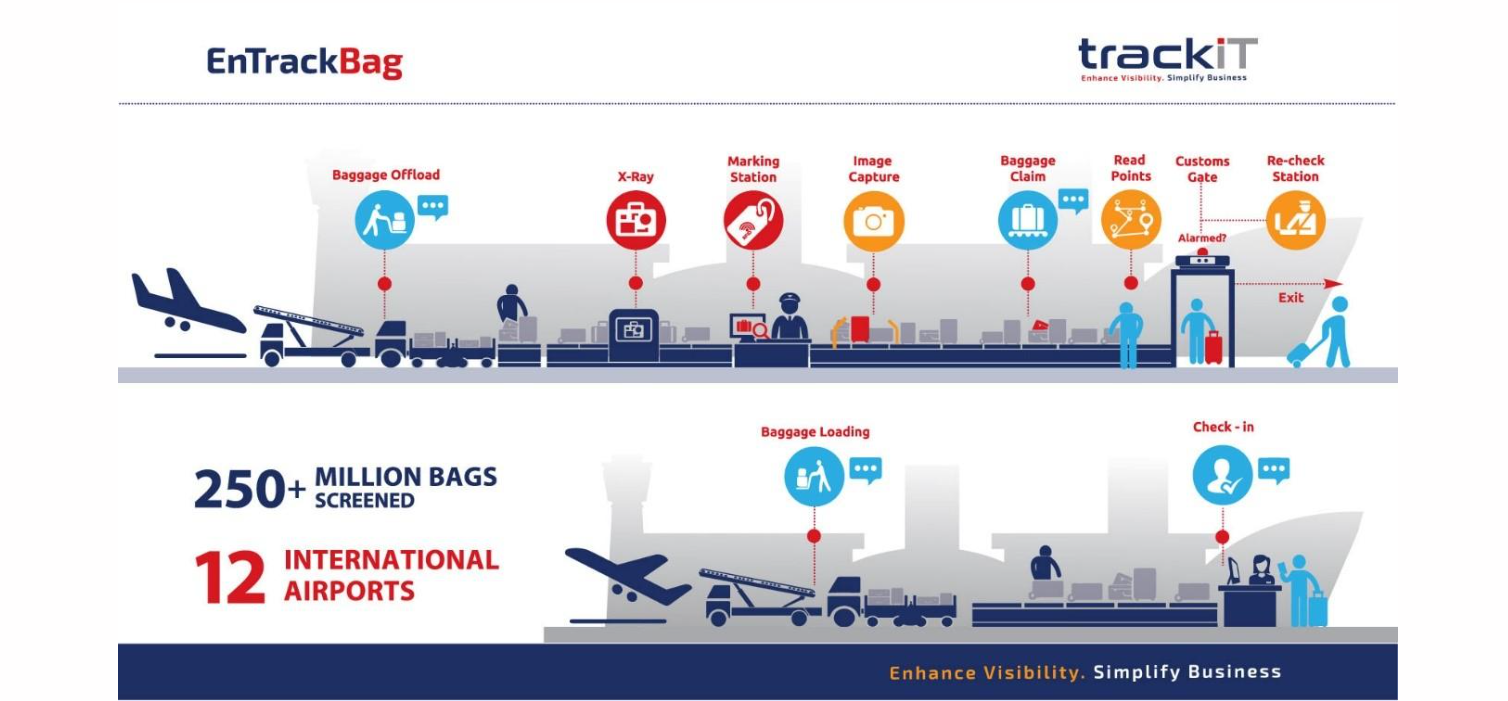 EnTrackBag
trackiT
Enhance Visibility. Simplify Business
Baggage Offload
X-Ray
Marking
Station
Image
Capture
Baggage
Claim
Read
Points
Customs
Gate
Re-check
Station
Alarmed?
Exit
250+ MILLION BAGS
SCREENED
12 INTERNATIONAL
AIRPORTS
Baggage Loading
Check - in
Enhance Visibility. Simplify Business